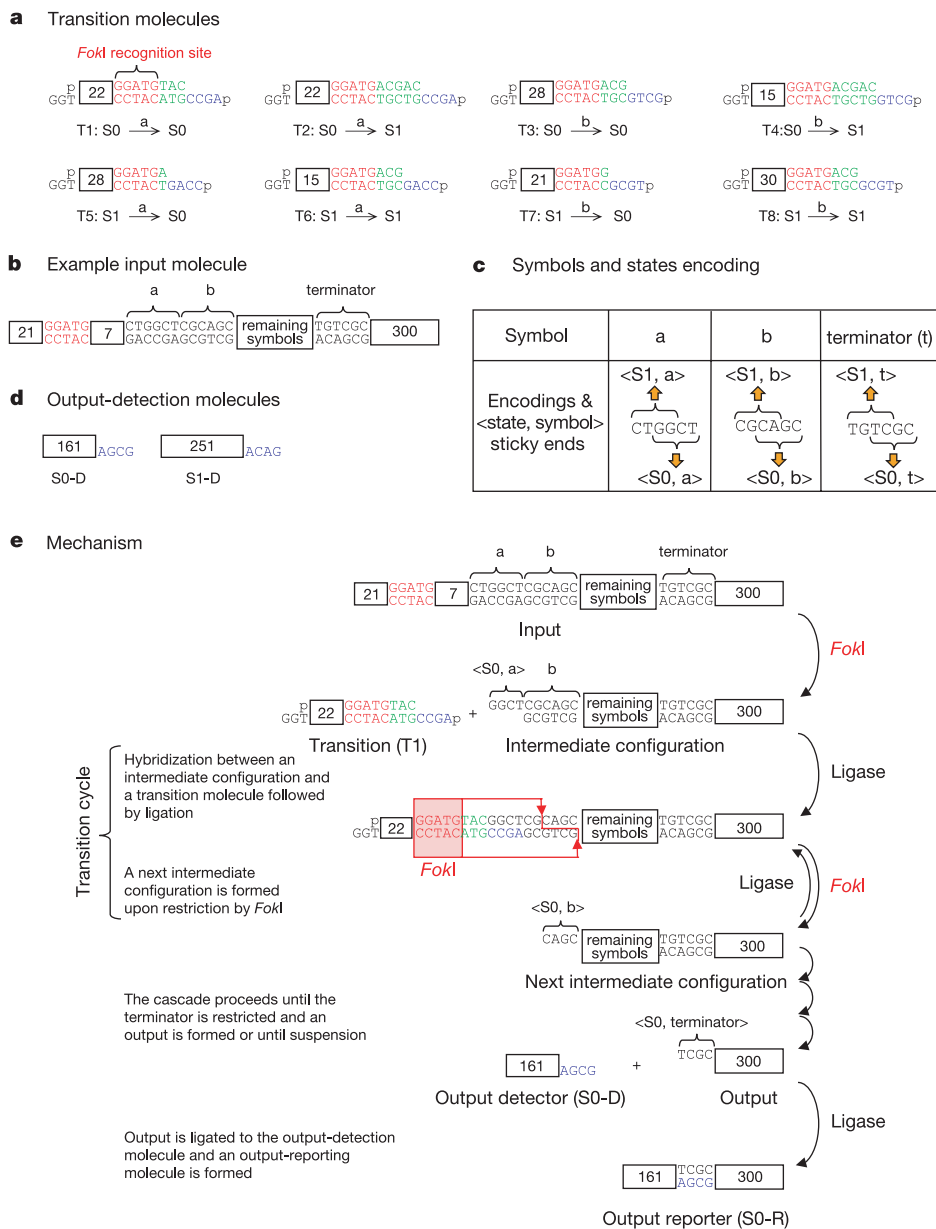 a Transition molecules
FokI recognition site
p
GGT 22 GGATGTAC
CCTACATGCCGAp
T1: S0 a S0
p
GGT 22 GGATGACGAC
CCTACTGCTGCCGAp
T2: S0 a S1
p
GGT 28 GGATGACG
CCTACTGCGTCGp
T3: S0 b S0
p
GGT 15 GGATGACGAC
CCTACTGCTGGTCGp
T4:S0 b S1
p
GGT 28 GGATGA
CCTACTGACCp
T5: S1 a S0
p
GGT 15 GGATGACG
CCTACTGCGACCp
T6: S1 a S1
p
GGT 21 GGATGG
CCTACCGCGTp
T7: S1 b S0
p
GGT 30 GGATGACG
CCTACTGCGCGTp
T8: S1 b S1
b Example input molecule
a b terminator
21 GGATG 7 CTGGCTCGCAGC remaining TGTCGC 300
CCTAC GACCGAGCGTCG symbols ACAGCG
c Symbols and states encoding
Symbol a b terminator (t)
Encodings &
<state, symbol>
sticky ends
<S1, a> <S1, b> <S1, t>
CTGGCT CGCAGC TGTCGC
<S0, a> <S0, b> <S0, t>
d Output-detection molecules
161 AGCG 251 ACAG
S0-D S1-D
e Mechanism
a b terminator
21 GGATG 7 CTGGCTCGCAGC remaining TGTCGC 300
CCTAC GACCGAGCGTCG symbols ACAGCG
Input
FokI
<S0, a> b
p
GGT 22 GGATGTAC
CCTACATGCCGAp + GGCTCGCAGC remaining TGTCGC 300
GCGTCG symbols ACAGCG
Transition (T1) Intermediate configuration
Transition cycle
Hybridization between an
intermediate configuration and
a transition molecule followed
by ligation
Ligase
p
GGT 22 GGATGTACGGCTCGCAGC remaining TGTCGC 300
CCTACATGCCGAGCGTCG symbols ACAGCG
FokI
A next intermediate
configuration is formed
upon restriction by FokI
Ligase FokI
<S0, b>
CAGC remaining TGTCGC 300
symbols ACAGCG
Next intermediate configuration
The cascade proceeds until the
terminator is restricted and an
output is formed or until suspension
<S0, terminator>
161 AGCG + TCGC 300
Output detector (S0-D) Output
Ligase
Output is ligated to the output-detection
molecule and an output-reporting
molecule is formed
161 TCGC 300
AGCG
Output reporter (S0-R)